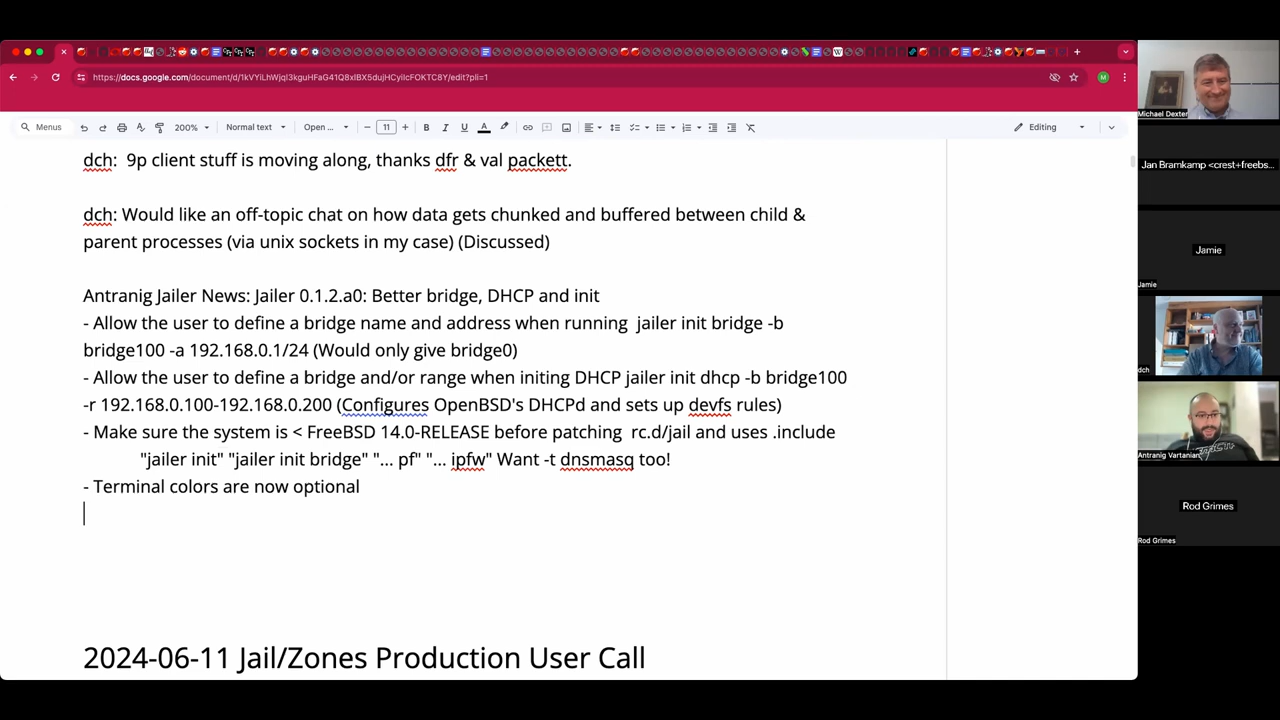 https://docs.google.com/document/d/1kVYiLhWjqI3kguHFaG41Q8xIBX5dujHCyiIcFOKTC8Y/edit?pli=1
M
Menus
200%
Normal text
Open ...
11
Editing
dch:  9p client stuff is moving along, thanks dfr & val packett.
dch: Would like an off-topic chat on how data gets chunked and buffered between child &
parent processes (via unix sockets in my case) (Discussed)
Antranig Jailer News: Jailer 0.1.2.a0: Better bridge, DHCP and init
- Allow the user to define a bridge name and address when running  jailer init bridge -b
bridge100 -a 192.168.0.1/24 (Would only give bridge0)
- Allow the user to define a bridge and/or range when initing DHCP jailer init dhcp -b bridge100
-r 192.168.0.100-192.168.0.200 (Configures OpenBSD's DHCPd and sets up devfs rules)
- Make sure the system is < FreeBSD 14.0-RELEASE before patching  rc.d/jail and uses .include
"jailer init" "jailer init bridge" "... pf" "... ipfw" Want -t dnsmasq too!
- Terminal colors are now optional
2024-06-11 Jail/Zones Production User Call
Michael Dexter
Jan Bramkamp <crest+freebs...
Jamie
Jamie
dch
Antranig Vartanian
Rod Grimes
Rod Grimes